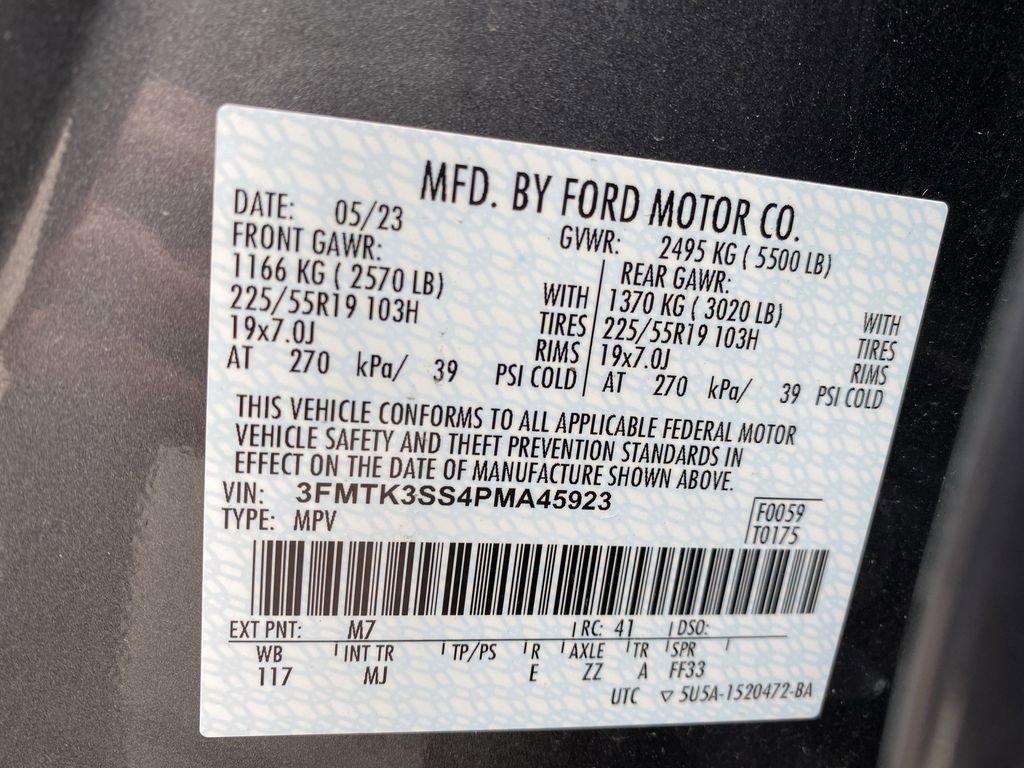 MFD. BY FORD MOTOR CO.
DATE: 05/23 GVWR: 2495 KG ( 5500 LB)
FRONT GAWR: REAR GAWR:
1166 KG ( 2570 LB) WITH 1370 KG ( 3020 LB) WITH
225/55R19 103H TIRES 225/55R19 103H TIRES
19x7.0J RIMS 19x7.0J RIMS
AT 270 kPa/ 39 PSI COLD AT 270 kPa/ 39 PSI COLD
THIS VEHICLE CONFORMS TO ALL APPLICABLE FEDERAL MOTOR
VEHICLE SAFETY AND THEFT PREVENTION STANDARDS IN
EFFECT ON THE DATE OF MANUFACTURE SHOWN ABOVE.
VIN: 3FMTK3SS4PMA45923
TYPE: MPV
F0059
T0175
EXT PNT: M7 RC: 41 DSO:
WB INT TR TP/PS R AXLE TR SPR
117 MJ E ZZ A FF33
UTC ▽ 5U5A-1520472-BA